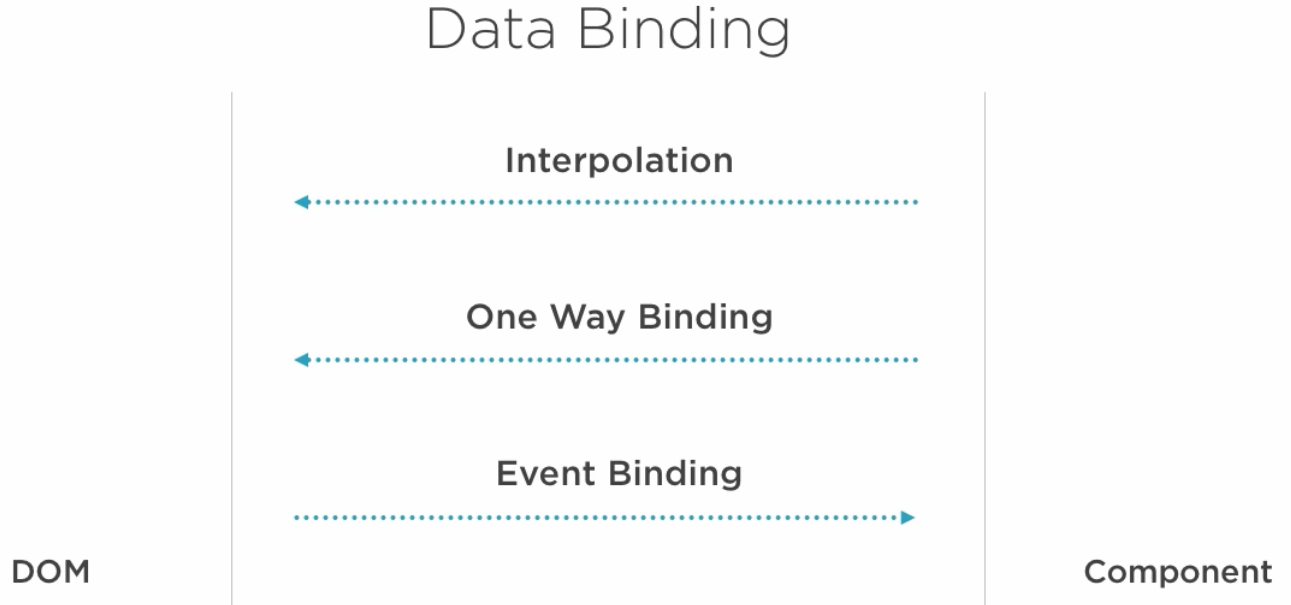 Data Binding
Interpolation
One Way Binding
Event Binding
DOM
Component